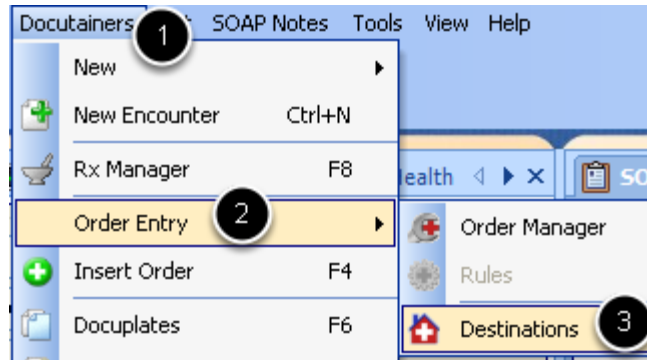 Docutainers SOAP Notes Tools View Help
1
New
New Encounter Ctrl+N
Rx Manager F8
ealth
SO
Order Entry 2
Order Manager
Insert Order F4
Rules
Docuplates F6
Destinations 3